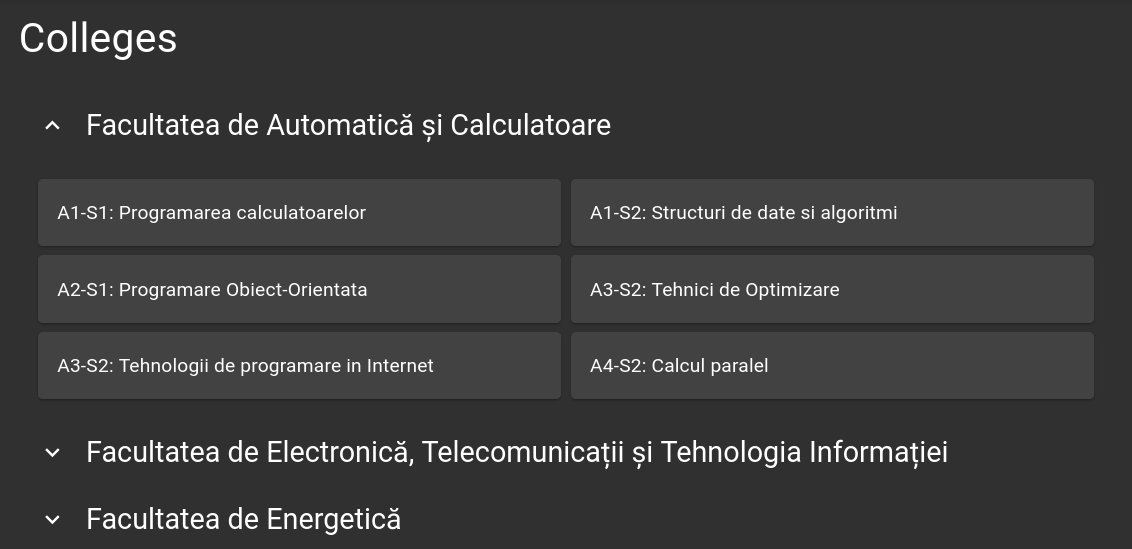 Colleges
Facultatea de Automatică și Calculatoare
A1-S1: Programarea calculatoarelor
A1-S2: Structuri de date si algoritmi
A2-S1: Programare Obiect-Orientata
A3-S2: Tehnici de Optimizare
A3-S2: Tehnologii de programare in Internet
A4-S2: Calcul paralel
Facultatea de Electronică, Telecomunicații și Tehnologia Informației
Facultatea de Energetică